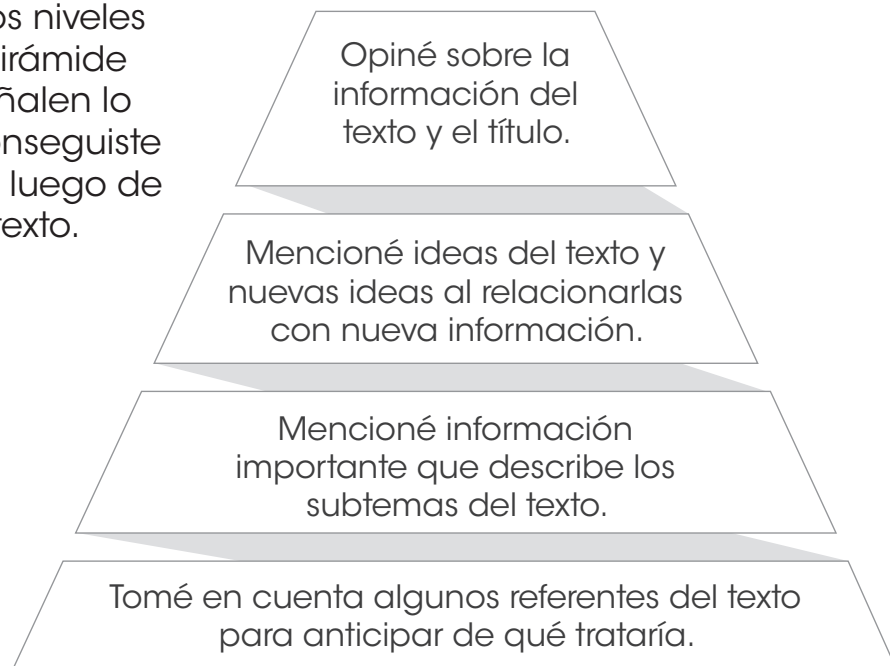 os niveles
irámide
ñalen lo
nseguiste
luego de
texto.
Opiné sobre la
información del
texto y el título.
Mencioné ideas del texto y
nuevas ideas al relacionarlas
con nueva información.
Mencioné información
importante que describe los
subtemas del texto.
Tomé en cuenta algunos referentes del texto
para anticipar de qué trataría.